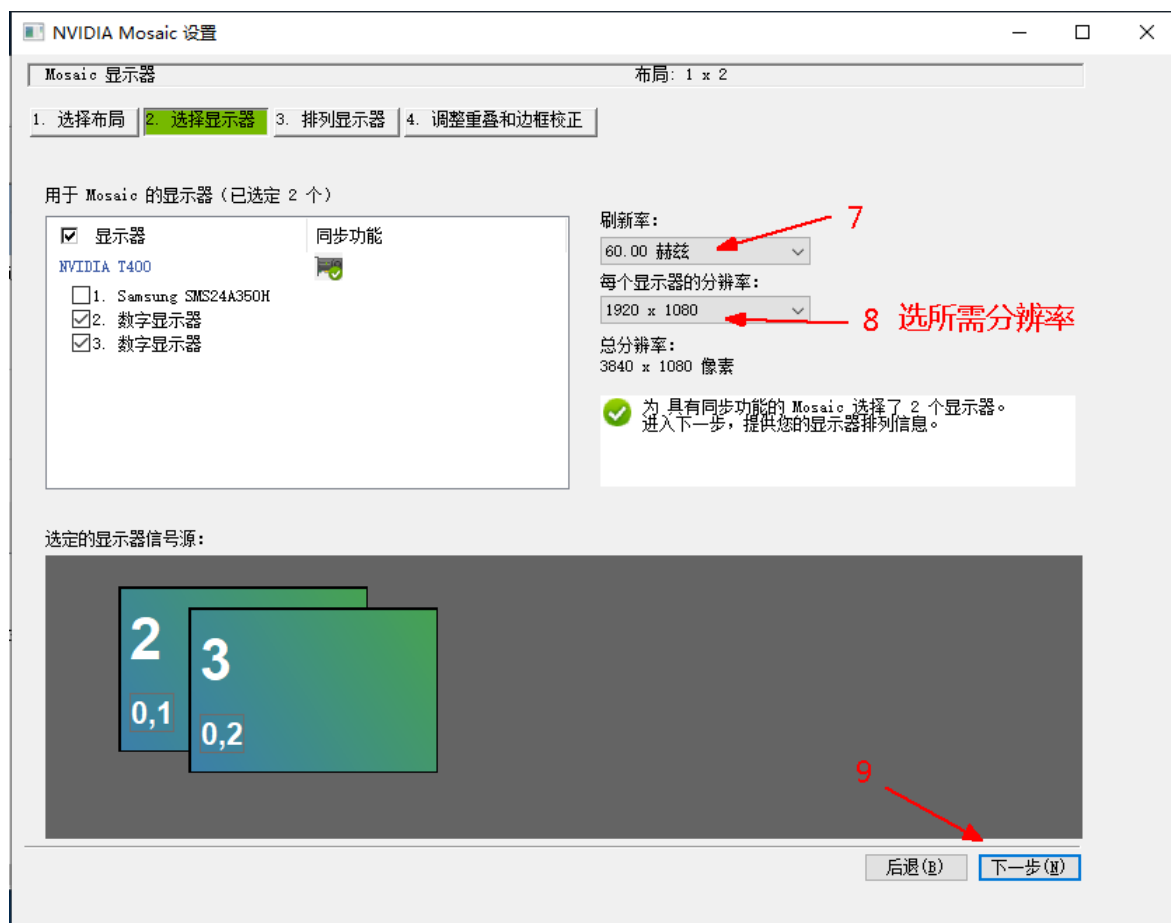 NVIDIA Mosaic 设置
Mosaic 显示器
布局: 1 x 2
1. 选择布局
2. 选择显示器
3. 排列显示器
4. 调整重叠和边框校正
用于 Mosaic 的显示器(已选定 2 个)
显示器
同步功能
NVIDIA T400
1. Samsung SMS24A350H
2. 数字显示器
3. 数字显示器
刷新率:
7
60.00 赫兹
每个显示器的分辨率:
1920 x 1080
8 选所需分辨率
总分辨率:
3840 x 1080 像素
为 具有同步功能的 Mosaic 选择了 2 个显示器。
进入下一步，提供您的显示器排列信息。
选定的显示器信号源:
2
0,1
3
0,2
9
后退(B)
下一步(N)